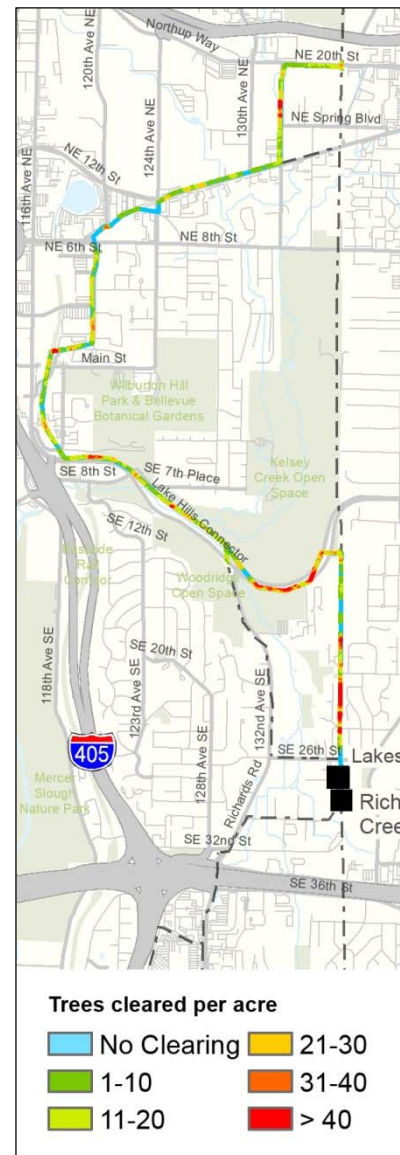 Northup Way
NE 20th St
120th Ave NE
130th Ave NE
NE Spring Blvd
124th Ave NE
NE 12th St
116th Ave NE
NE 6th St
NE 8th St
Main St
Wilburton Hill
Park & Bellevue
Botanical Gardens
Kelsey
Creek Open
Space
SE 8th St
SE 7th Place
Lake Hills Connector
SE 12th St
Eastside
Rail
Corridor
Woodridge
Open Space
118th Ave SE
123rd Ave SE
SE 20th St
128th Ave SE
132nd Ave SE
SE 26th St
Lakes
405
Rich
Cree
Mercer
Slough
Nature Park
Richards Rd
SE 32nd St
SE 36th St
Trees cleared per acre
No Clearing
21-30
1-10
31-40
11-20
> 40